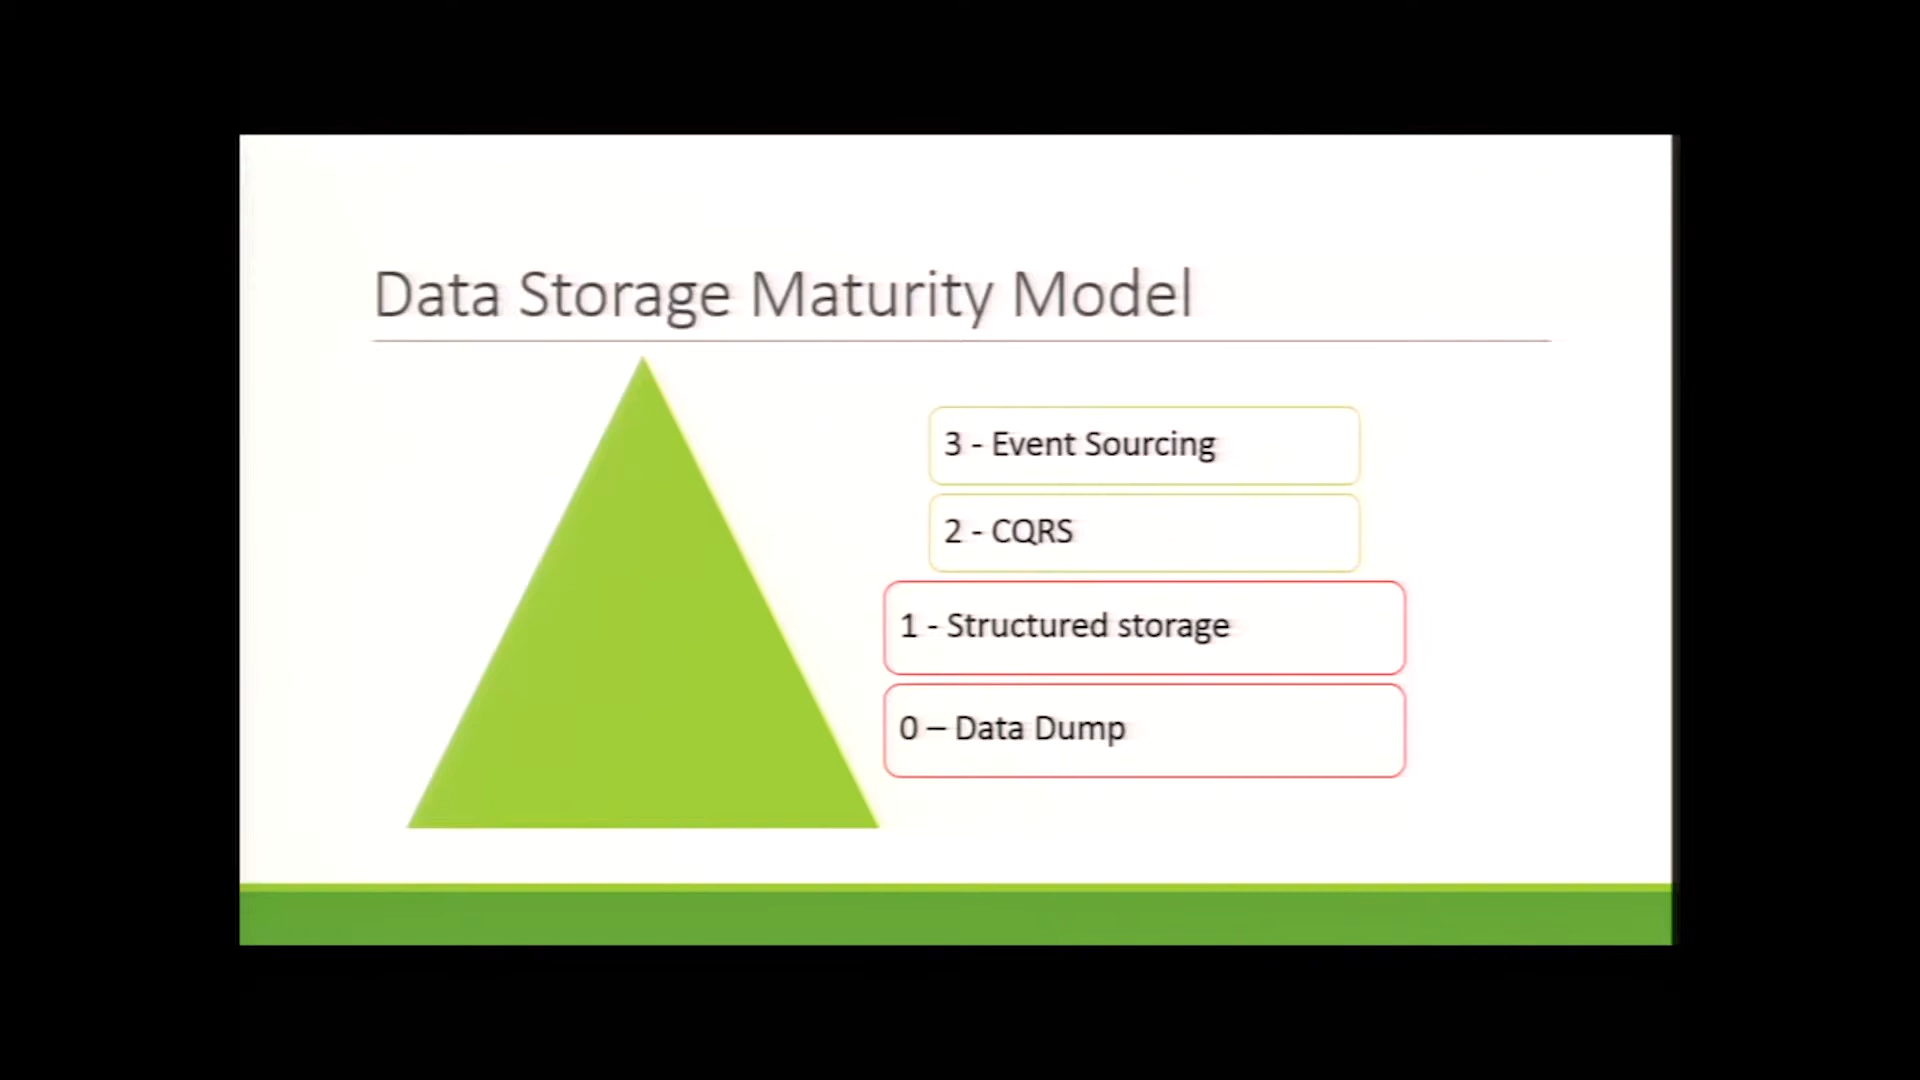 Data Storage Maturity Model
3 - Event Sourcing
2 - CQRS
1 - Structured storage
0 – Data Dump